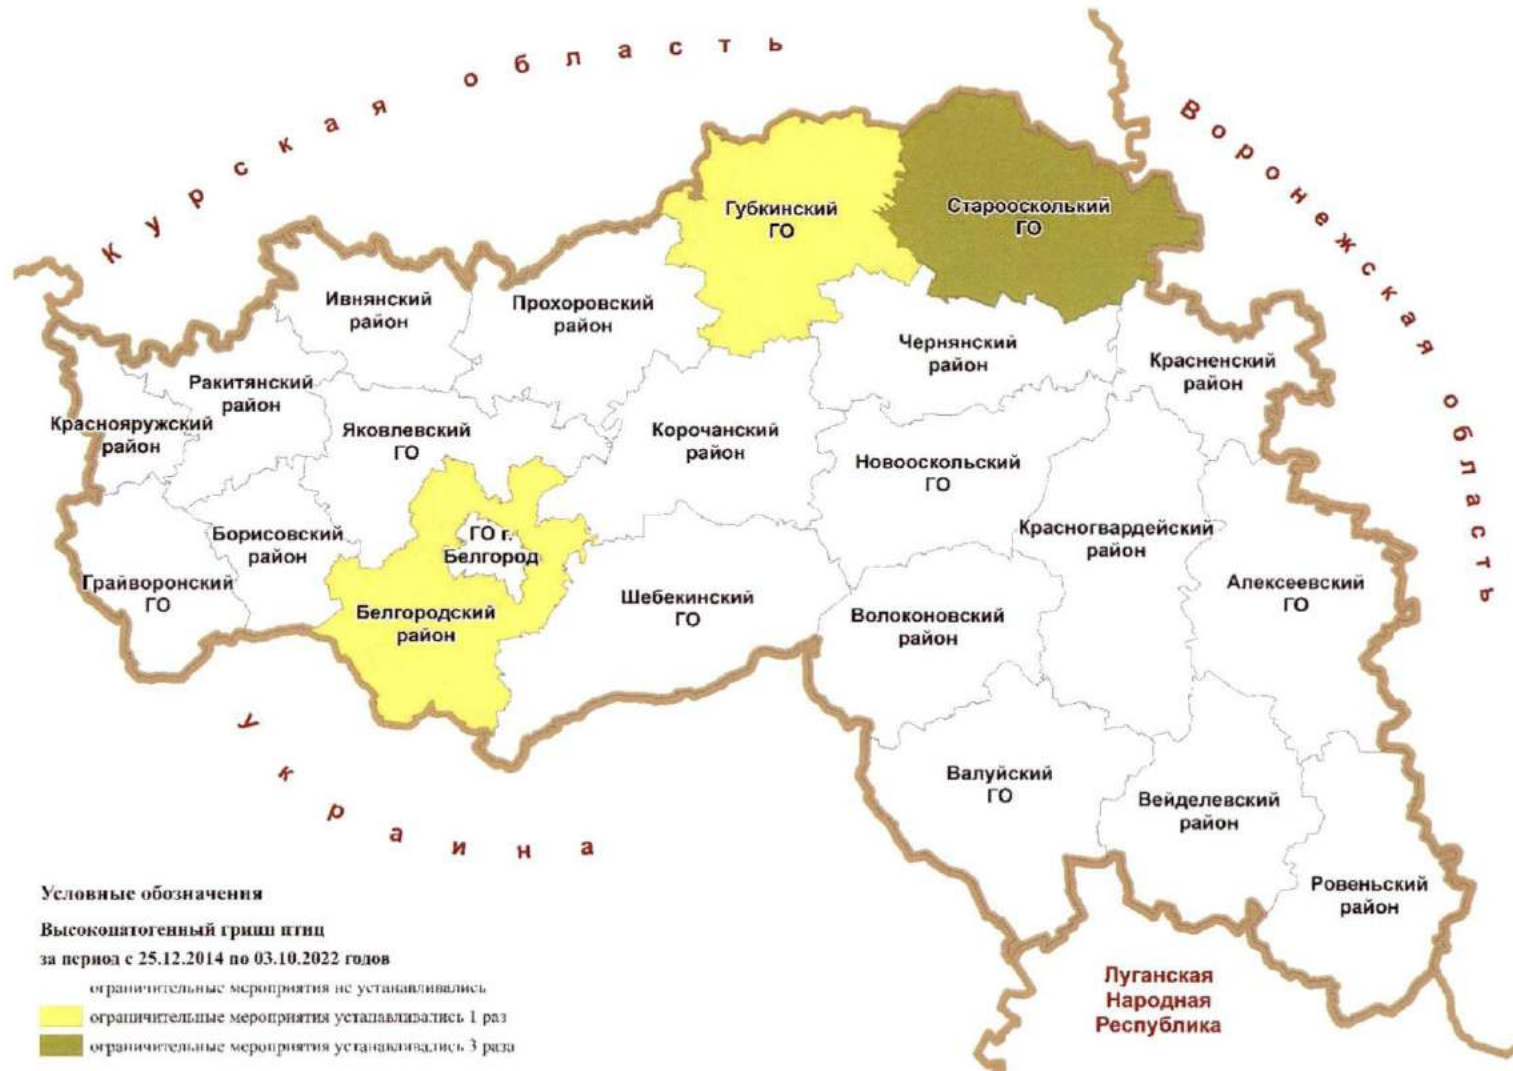 Курская область
Воронежская область
Губкинский
ГО
Староосколький
ГО
Ивнянский
район
Прохоровский
район
Чернянский
район
Красненский
район
Ракитянский
район
Краснояружский
район
Яковлевский
ГО
Корочанский
район
Новооскольский
ГО
Красногвардейский
район
Борисовский
район
ГО г.
Белгород
Грайворонский
ГО
Алексеевский
ГО
Белгородский
район
Шебекинский
ГО
Волоконовский
район
Украина
Валуйский
ГО
Вейделевский
район
Ровеньский
район
Луганская
Народная
Республика
Условные обозначения
Высокопатогенный грипп птиц
за период с 25.12.2014 по 03.10.2022 годов
ограничительные мероприятия не устанавливались
ограничительные мероприятия устанавливались 1 раз
ограничительные мероприятия устанавливались 3 раза